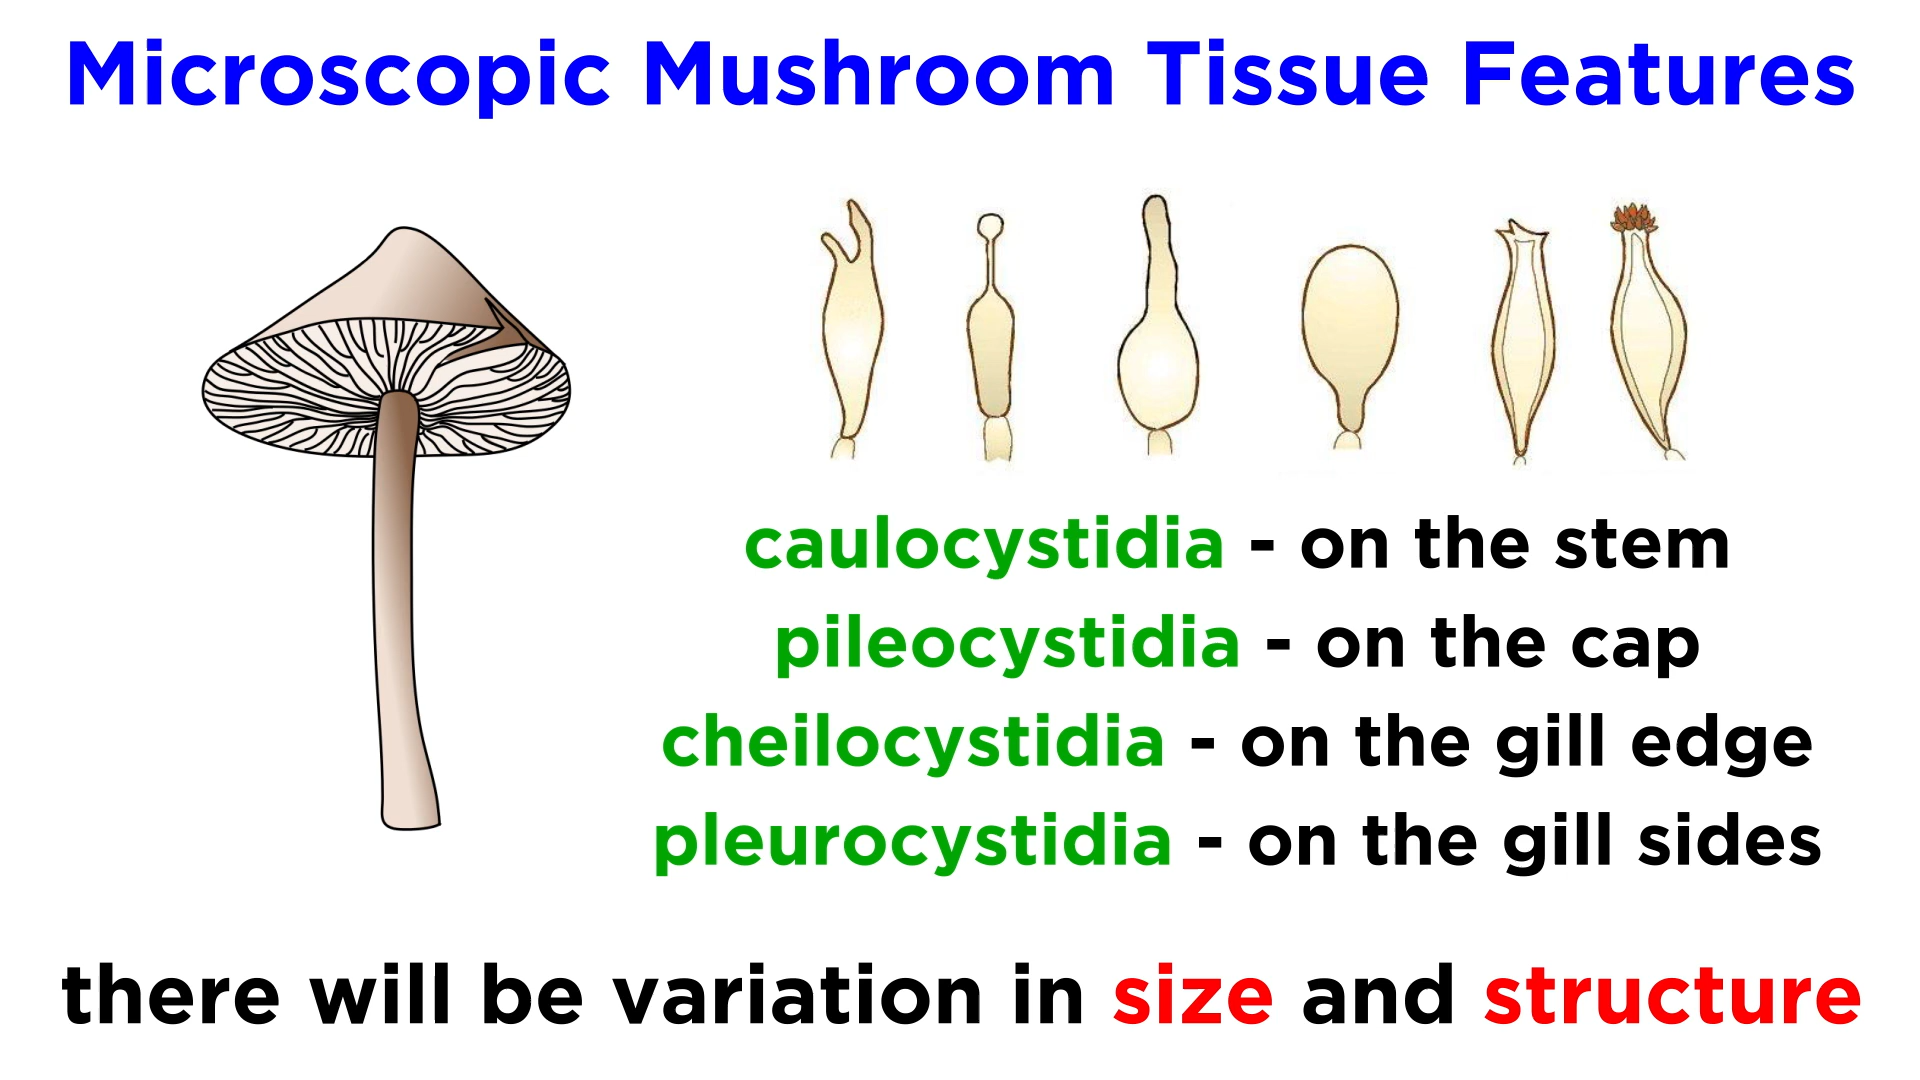 Microscopic Mushroom Tissue Features
caulocystidia - on the stem
pileocystidia - on the cap
cheilocystidia - on the gill edge
pleurocystidia - on the gill sides
there will be variation in size and structure